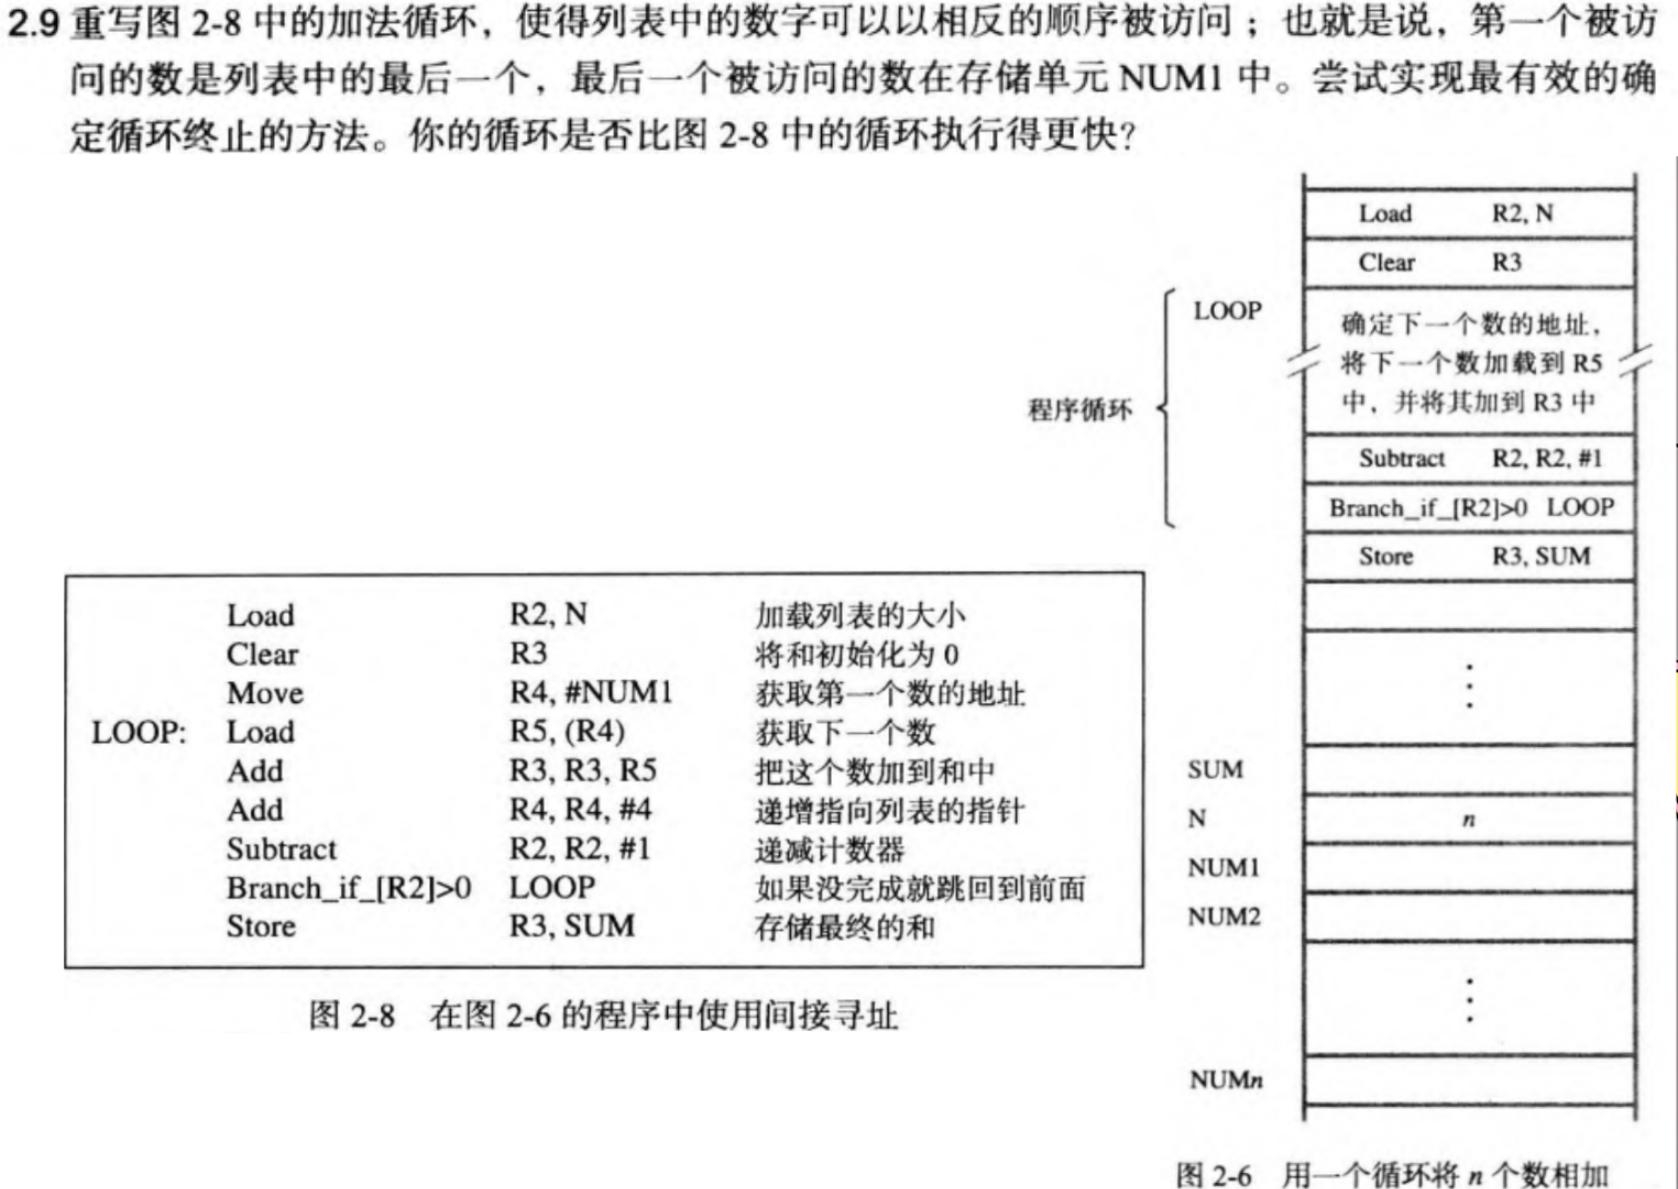 2.9 重写图 2-8 中的加法循环，使得列表中的数字可以以相反的顺序被访问；也就是说，第一个被访
问的数是列表中的最后一个，最后一个被访问的数在存储单元 NUM1 中。尝试实现最有效的确
定循环终止的方法。你的循环是否比图 2-8 中的循环执行得更快？
Load R2, N 加载列表的大小
Clear R3 将和初始化为 0
Move R4, #NUM1 获取第一个数的地址
LOOP: Load R5, (R4) 获取下一个数
Add R3, R3, R5 把这个数加到和中
Add R4, R4, #4 递增指向列表的指针
Subtract R2, R2, #1 递减计数器
Branch_if_[R2]>0 LOOP 如果没完成就跳回到前面
Store R3, SUM 存储最终的和
图 2-8 在图 2-6 的程序中使用间接寻址
Load R2, N
Clear R3
LOOP
确定下一个数的地址，
将下一个数加载到 R5
中，并将其加到 R3 中
程序循环
Subtract R2, R2, #1
Branch_if_[R2]>0 LOOP
Store R3, SUM
SUM
N n
NUM1
NUM2
NUMn
图 2-6 用一个循环将 n 个数相加